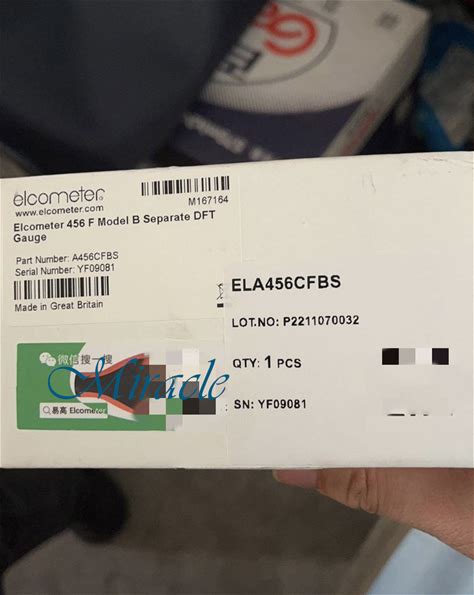 elcometer
www.elcometer.com
M167164
Elcometer 456 F Model B Separate DFT
Gauge
Part Number: A456CFBS
Serial Number: YF09081
Made in Great Britain
ELA456CFBS
LOT.NO: P2211070032
QTY: 1 PCS
SN: YF09081
微信搜一搜
Miracle
易高 Elcometer